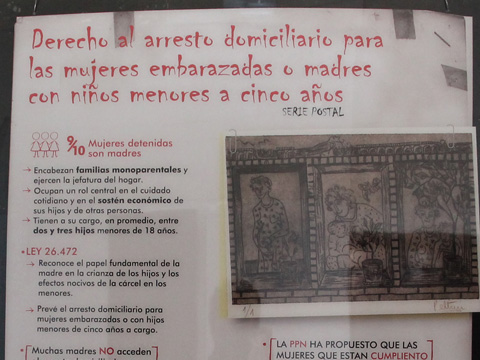 Derecho al arresto domiciliario para
las mujeres embarazadas o madres
con niños menores a cinco años
SERIE POSTAL
9/10 Mujeres detenidas
son madres
→ Encabezan familias monoparentales y
ejercen la jefatura del hogar.
→ Ocupan un rol central en el cuidado
cotidiano y en el sostén económico de
sus hijos y de otras personas.
→ Tienen a su cargo, en promedio, entre
dos y tres hijos menores de 18 años.
• LEY 26.472
→ Reconoce el papel fundamental de la
madre en la crianza de los hijos y los
efectos nocivos de la cárcel en los
menores.
→ Prevé el arresto domiciliario para
mujeres embarazadas o con hijos
menores de cinco años a cargo.
• Muchas madres NO acceden
1/1
• LA PPN HA PROPUESTO QUE LAS
MUJERES QUE ESTAN CUMPLIENTO